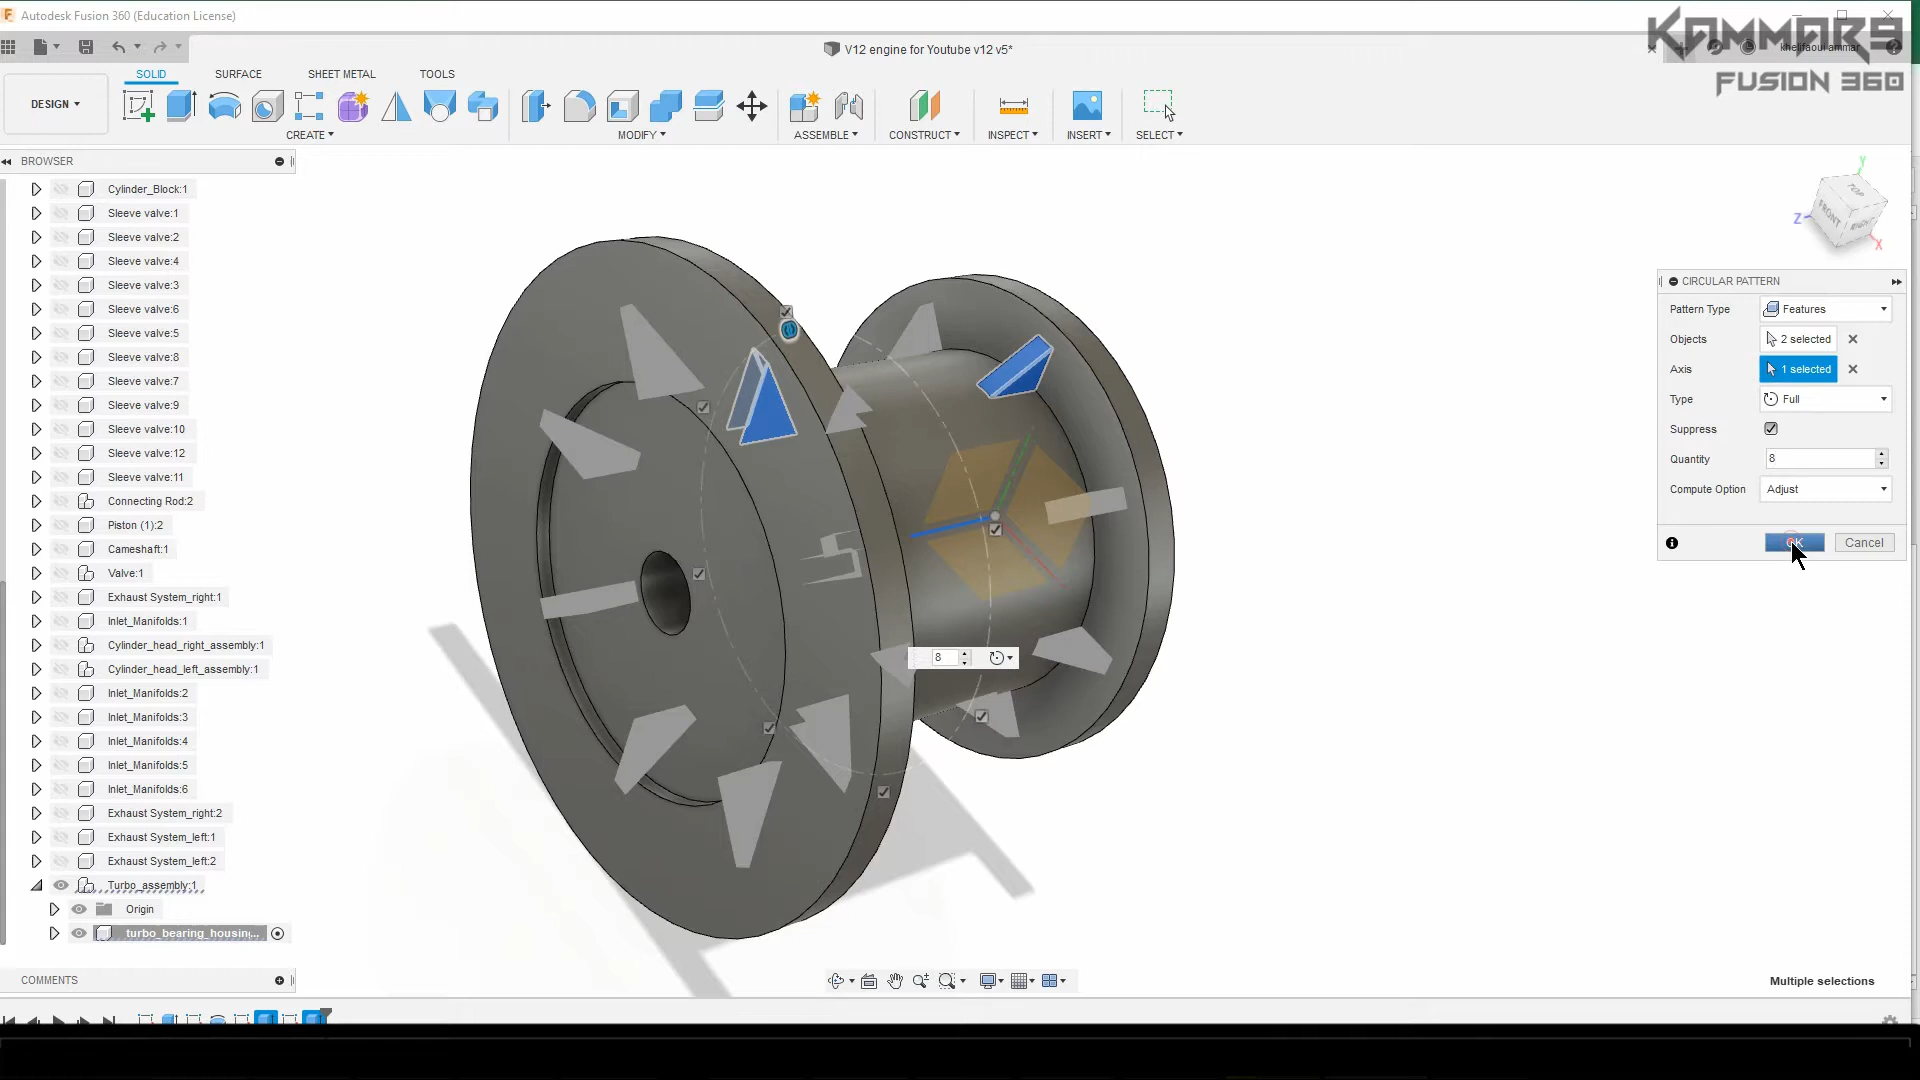 Autodesk Fusion 360 (Education License)
KAMMARS
FUSION 360
V12 engine for Youtube v12 v5*
khelifaoui ammar
DESIGN
SOLID
SURFACE
SHEET METAL
TOOLS
CREATE
MODIFY
ASSEMBLE
CONSTRUCT
INSPECT
INSERT
SELECT
BROWSER
Cylinder_Block:1
Sleeve valve:1
Sleeve valve:2
Sleeve valve:4
Sleeve valve:3
Sleeve valve:6
Sleeve valve:5
Sleeve valve:8
Sleeve valve:7
Sleeve valve:9
Sleeve valve:10
Sleeve valve:12
Sleeve valve:11
Connecting Rod:2
Piston (1):2
Cameshaft:1
Valve:1
Exhaust System_right:1
Inlet_Manifolds:1
Cylinder_head_right_assembly:1
Cylinder_head_left_assembly:1
Inlet_Manifolds:2
Inlet_Manifolds:3
Inlet_Manifolds:4
Inlet_Manifolds:5
Inlet_Manifolds:6
Exhaust System_right:2
Exhaust System_left:1
Exhaust System_left:2
Turbo_assembly:1
Origin
turbo_bearing_housin...
COMMENTS
8
Y
TOP
FRONT
RIGHT
Z
X
CIRCULAR PATTERN
Pattern Type Features
Objects 2 selected
Axis 1 selected
Type Full
Suppress
Quantity 8
Compute Option Adjust
OK Cancel
Multiple selections